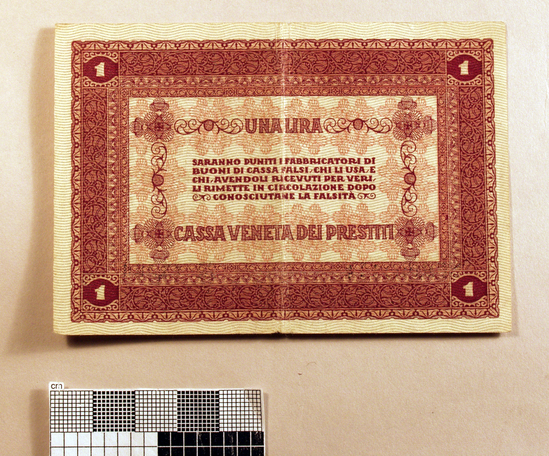 1 1
UNA LIRA
SARANNO PUNITI I FABBRICATORI DI
BUONI DI CASSA FALSI, CHI LI USA, E
CHI, AVENDOLI RICEVUTI PER VERI,
LI RIMETTE IN CIRCOLAZIONE DOPO
CONOSCIUTANE LA FALSITÀ
CASSA VENETA DEI PRESTITI
1 1
cm